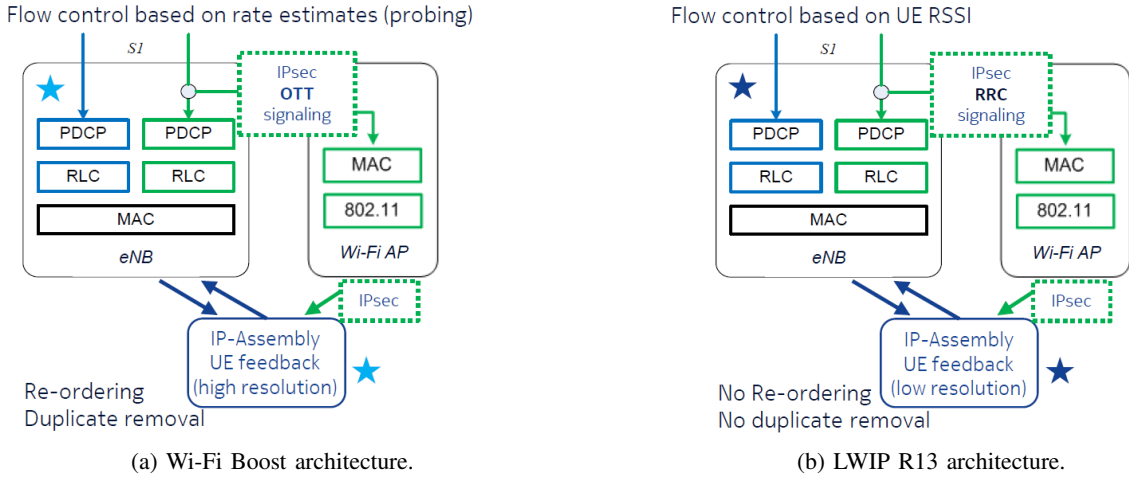 Flow control based on rate estimates (probing)
S1
IPsec
OTT
signaling
PDCP
PDCP
RLC
RLC
MAC
eNB
MAC
802.11
Wi-Fi AP
IPsec
IP-Assembly
UE feedback
(high resolution)
Re-ordering
Duplicate removal
(a) Wi-Fi Boost architecture.
Flow control based on UE RSSI
S1
IPsec
RRC
signaling
PDCP
PDCP
RLC
RLC
MAC
eNB
MAC
802.11
Wi-Fi AP
IPsec
IP-Assembly
UE feedback
(low resolution)
No Re-ordering
No duplicate removal
(b) LWIP R13 architecture.